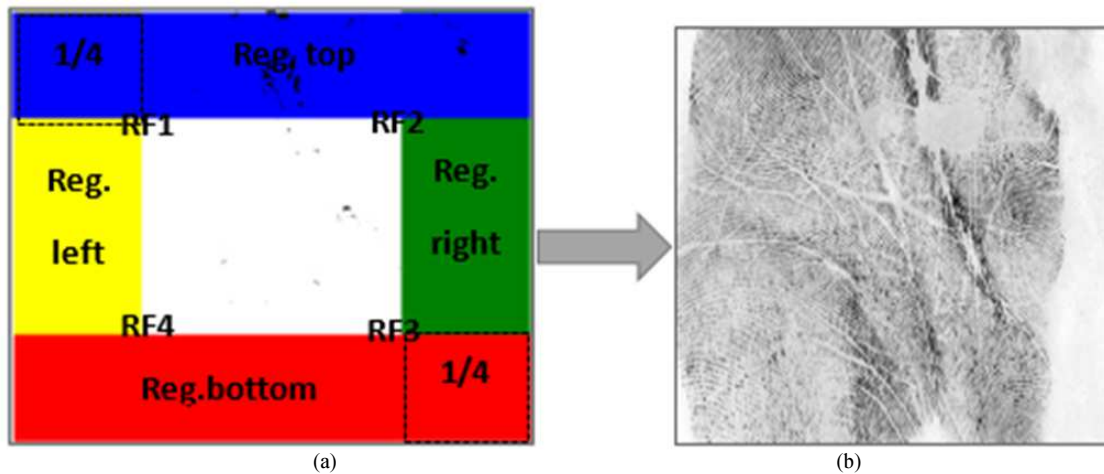 1/4
Reg. top
RF1
RF2
Reg.
left
Reg.
right
RF4
RF3
Reg.bottom
1/4
(a)
(b)